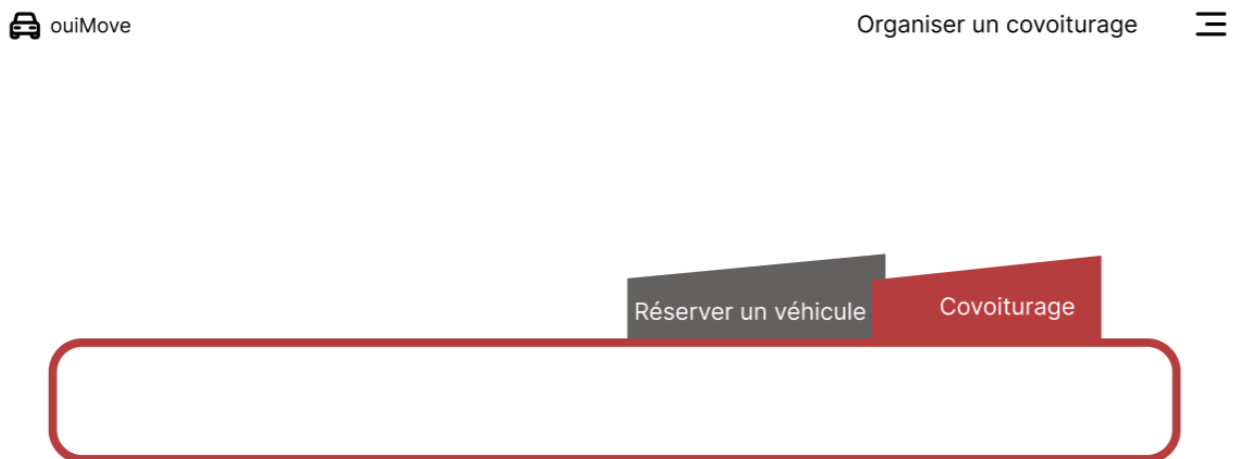 ouiMove
Organiser un covoiturage
Réserver un véhicule
Covoiturage